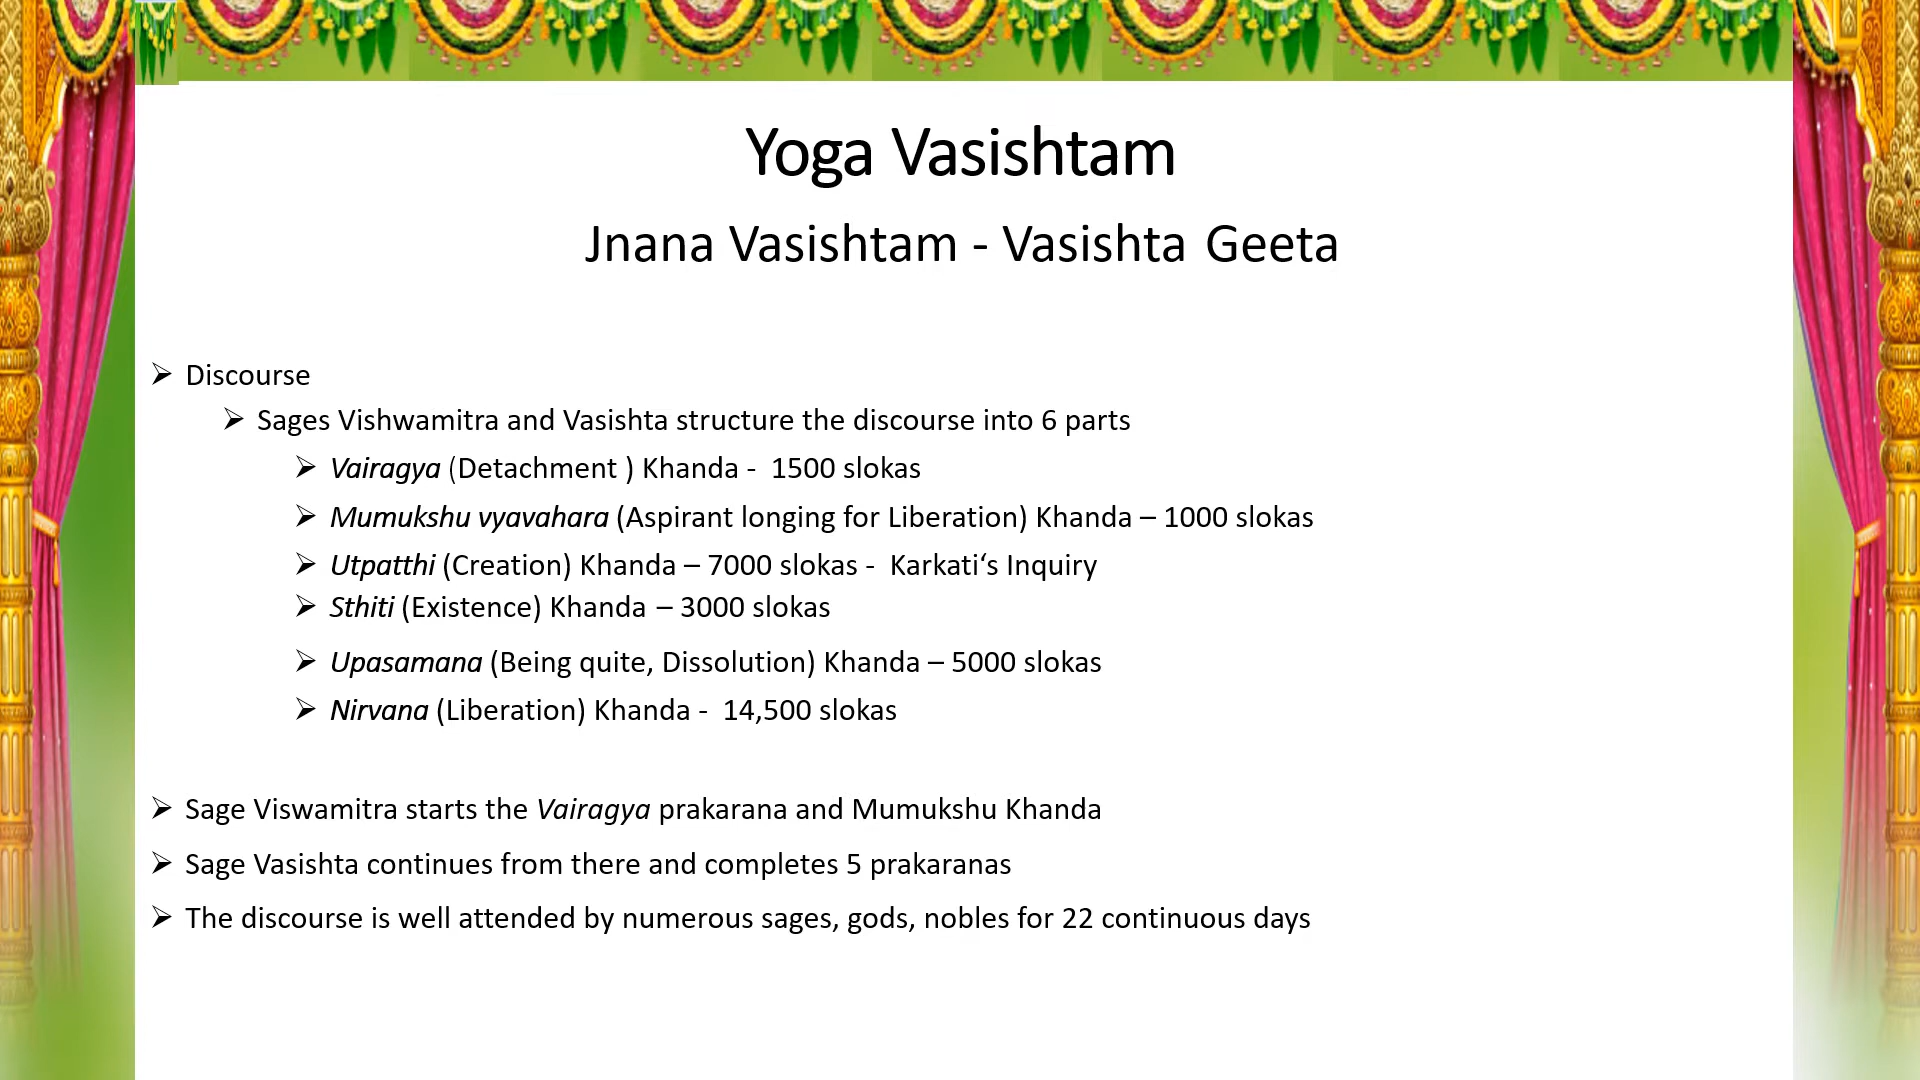 Yoga Vasishtam
Jnana Vasishtam - Vasishta Geeta
➢ Discourse
➢ Sages Vishwamitra and Vasishta structure the discourse into 6 parts
➢ Vairagya (Detachment ) Khanda -  1500 slokas
➢ Mumukshu vyavahara (Aspirant longing for Liberation) Khanda – 1000 slokas
➢ Utpatthi (Creation) Khanda – 7000 slokas -  Karkati‘s Inquiry
➢ Sthiti (Existence) Khanda – 3000 slokas
➢ Upasamana (Being quite, Dissolution) Khanda – 5000 slokas
➢ Nirvana (Liberation) Khanda -  14,500 slokas
➢ Sage Viswamitra starts the Vairagya prakarana and Mumukshu Khanda
➢ Sage Vasishta continues from there and completes 5 prakaranas
➢ The discourse is well attended by numerous sages, gods, nobles for 22 continuous days